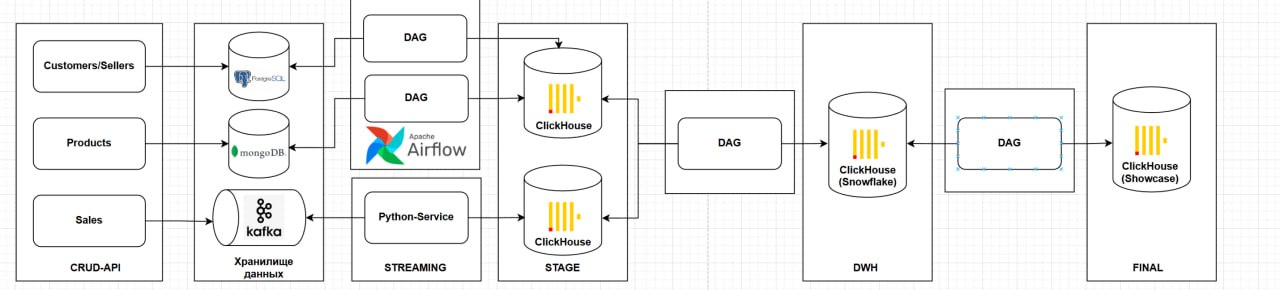 Customers/Sellers
Products
Sales
CRUD-API
PostgreSQL
mongoDB
kafka
Хранилище
данных
DAG
DAG
Apache
Airflow
Python-Service
STREAMING
ClickHouse
ClickHouse
STAGE
DAG
ClickHouse
(Snowflake)
DWH
DAG
ClickHouse
(Showcase)
FINAL